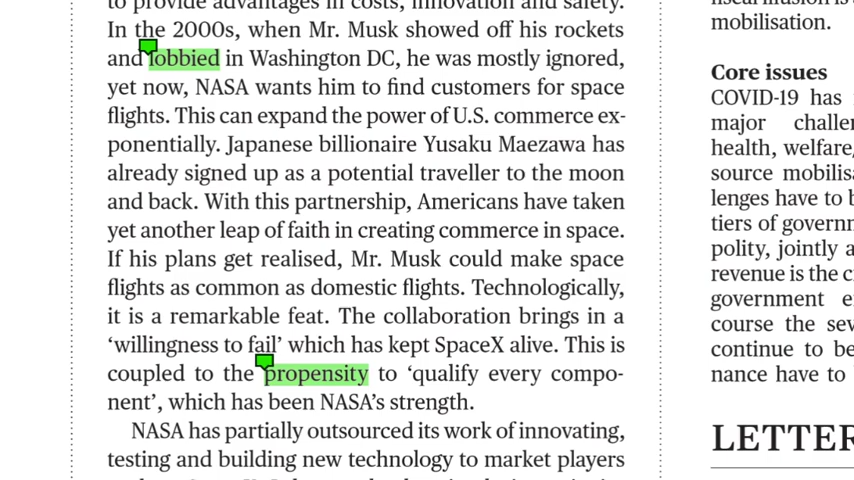 to provide advantages in costs, innovation and safety.
In the 2000s, when Mr. Musk showed off his rockets
and lobbied in Washington DC, he was mostly ignored,
yet now, NASA wants him to find customers for space
flights. This can expand the power of U.S. commerce ex-
ponentially. Japanese billionaire Yusaku Maezawa has
already signed up as a potential traveller to the moon
and back. With this partnership, Americans have taken
yet another leap of faith in creating commerce in space.
If his plans get realised, Mr. Musk could make space
flights as common as domestic flights. Technologically,
it is a remarkable feat. The collaboration brings in a
‘willingness to fail’ which has kept SpaceX alive. This is
coupled to the propensity to ‘qualify every compo-
nent’, which has been NASA’s strength.
NASA has partially outsourced its work of innovating,
testing and building new technology to market players
mobilisation.
Core issues
COVID-19 has
major challen
health, welfare,
source mobilisa
lenges have to b
tiers of governm
polity, jointly a
revenue is the c
government e
course the sev
continue to be
nance have to
LETTER